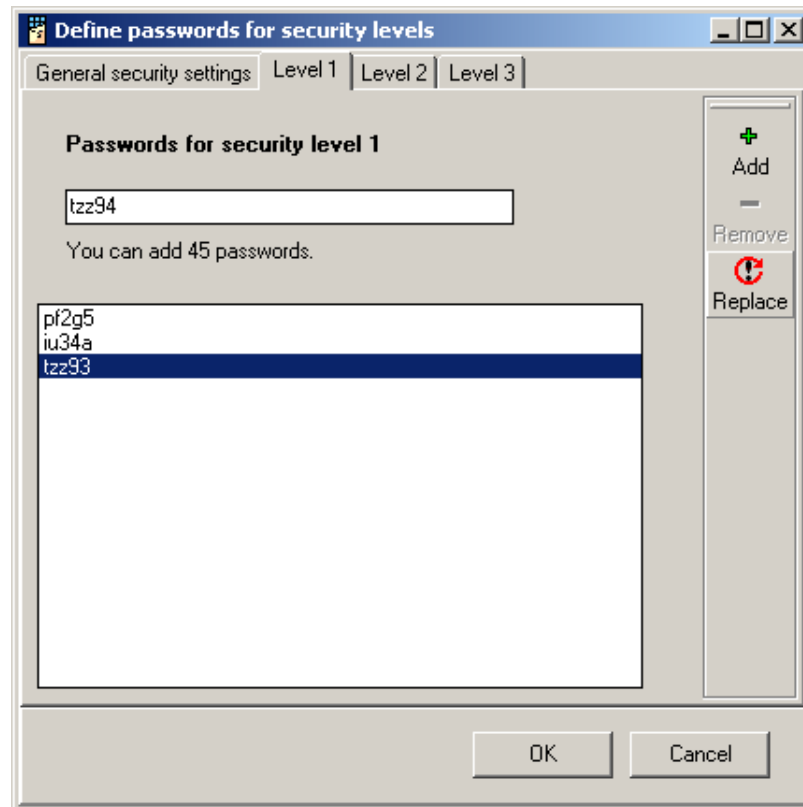 Define passwords for security levels
General security settings Level 1 Level 2 Level 3
Passwords for security level 1
tzz94
You can add 45 passwords.
pf2g5
iu34a
tzz93
Add
Remove
Replace
OK Cancel